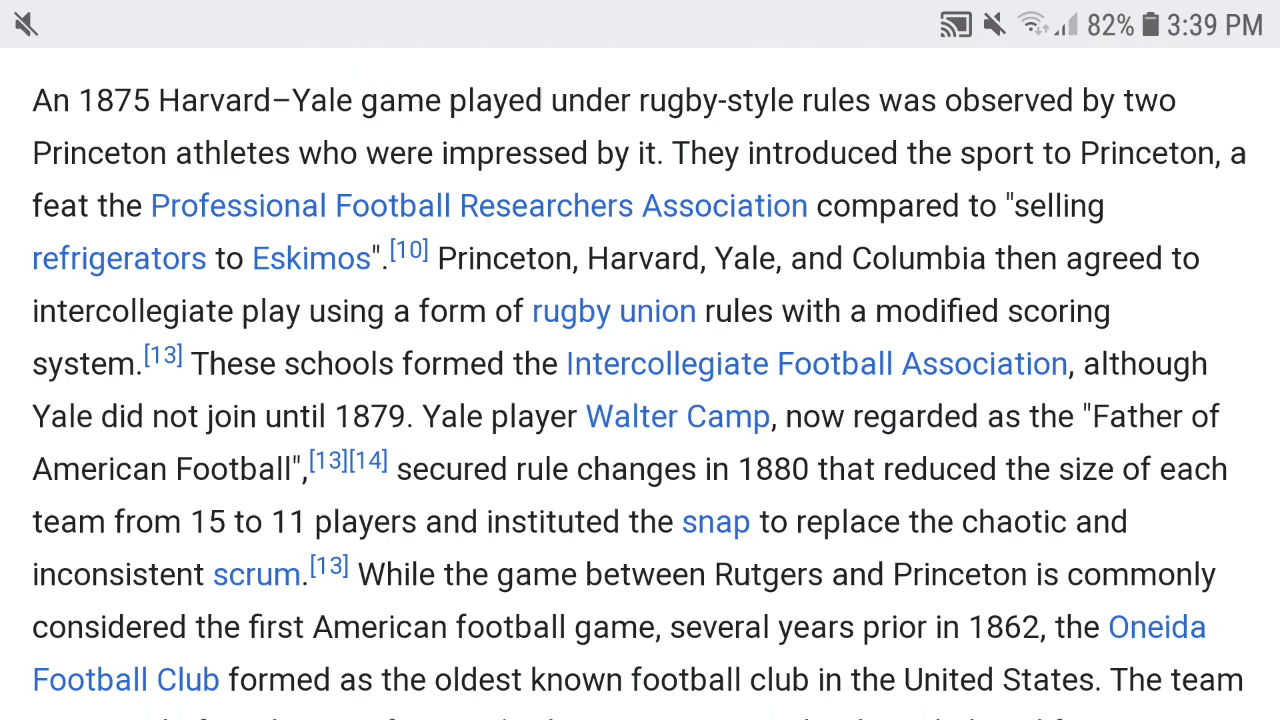 82% 3:39 PM
An 1875 Harvard–Yale game played under rugby-style rules was observed by two
Princeton athletes who were impressed by it. They introduced the sport to Princeton, a
feat the Professional Football Researchers Association compared to "selling
refrigerators to Eskimos".[10] Princeton, Harvard, Yale, and Columbia then agreed to
intercollegiate play using a form of rugby union rules with a modified scoring
system.[13] These schools formed the Intercollegiate Football Association, although
Yale did not join until 1879. Yale player Walter Camp, now regarded as the "Father of
American Football",[13][14] secured rule changes in 1880 that reduced the size of each
team from 15 to 11 players and instituted the snap to replace the chaotic and
inconsistent scrum.[13] While the game between Rutgers and Princeton is commonly
considered the first American football game, several years prior in 1862, the Oneida
Football Club formed as the oldest known football club in the United States. The team